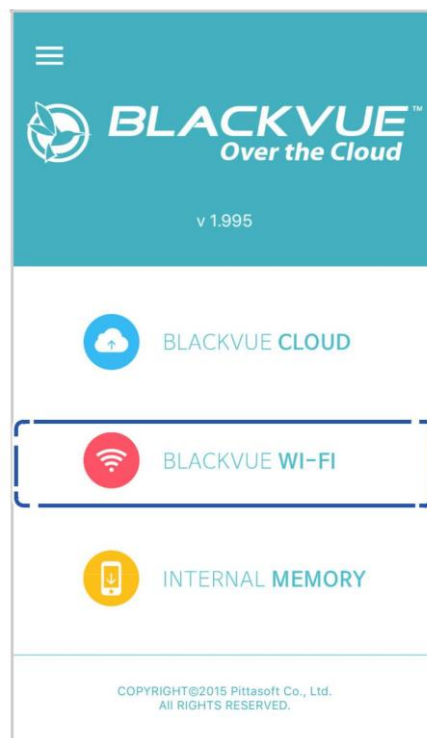 BLACKVUE™
Over the Cloud
v 1.995
BLACKVUE CLOUD
BLACKVUE WI-FI
INTERNAL MEMORY
COPYRIGHT©2015 Pittasoft Co., Ltd.
All RIGHTS RESERVED.